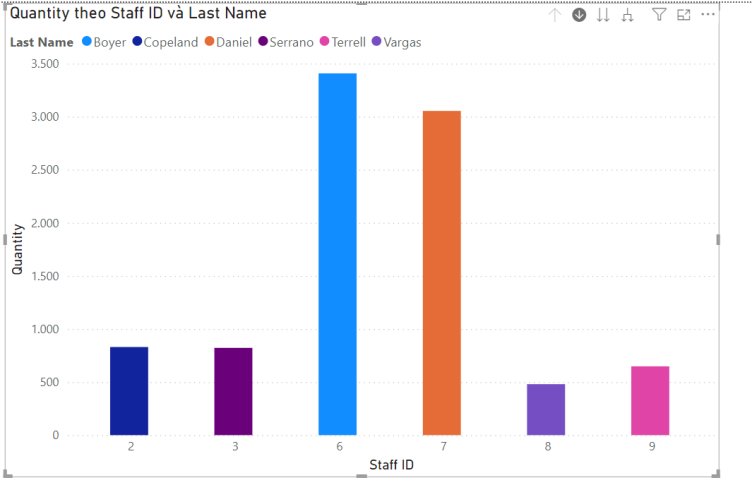 Quantity theo Staff ID và Last Name
Last Name Boyer Copeland Daniel Serrano Terrell Vargas
3.500
3.000
2.500
2.000
1.500
1.000
500
0
Quantity
2 3 6 7 8 9
Staff ID